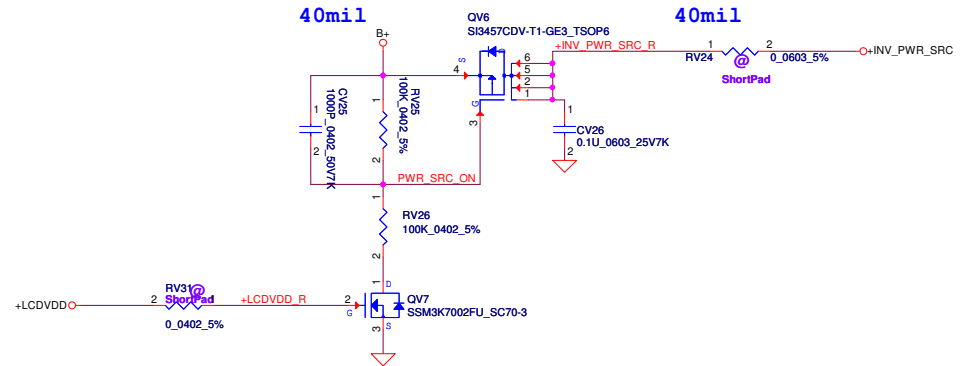 40mil
40mil
QV6
SI3457CDV-T1-GE3_TSOP6
B+
+INV_PWR_SRC_R
1
2
RV24
0_0603_5%
+INV_PWR_SRC
@
ShortPad
S
4
6
5
2
1
G
3
D
1
CV25
1000P_0402_50V7K
2
1
RV25
100K_0402_5%
2
1
CV26
0.1U_0603_25V7K
2
PWR_SRC_ON
1
RV26
100K_0402_5%
2
1
D
RV31
@
ShortPad
+LCDVDD
2
1
+LCDVDD_R
2
G
QV7
SSM3K7002FU_SC70-3
0_0402_5%
3
S